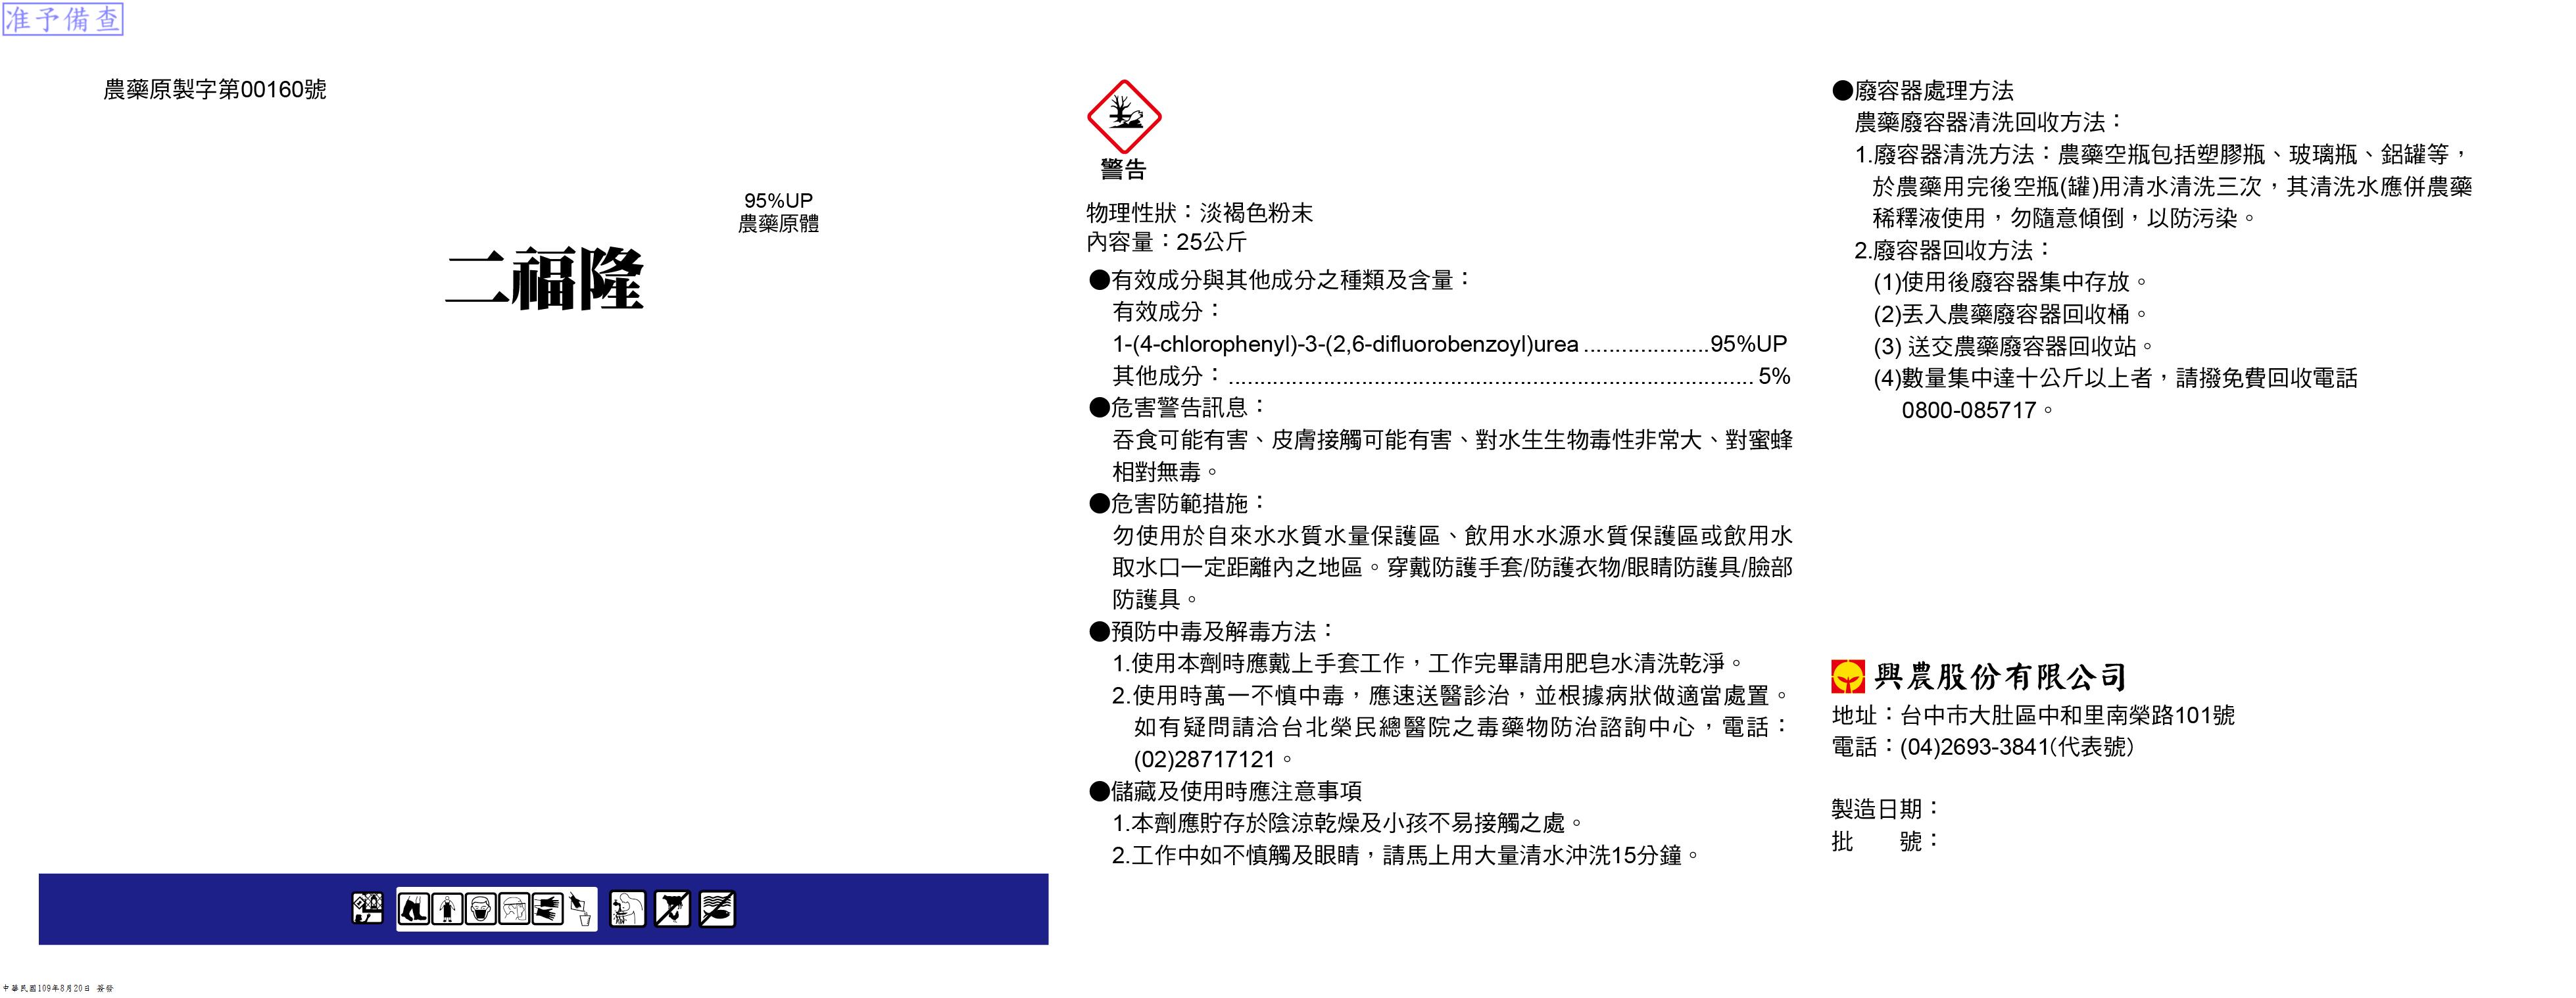 准予備查
農藥原製字第00160號
95%UP
農藥原體
二福隆
警告
物理性狀：淡褐色粉末
內容量：25公斤
●有效成分與其他成分之種類及含量：
有效成分：
1-(4-chlorophenyl)-3-(2,6-difluorobenzoyl)urea....................95%UP
其他成分：.................................................................................... 5%
●危害警告訊息：
吞食可能有害、皮膚接觸可能有害、對水生生物毒性非常大、對蜜蜂
相對無毒。
●危害防範措施：
勿使用於自來水水質水量保護區、飲用水水源水質保護區或飲用水
取水口一定距離內之地區。穿戴防護手套/防護衣物/眼睛防護具/臉部
防護具。
●預防中毒及解毒方法：
1.使用本劑時應戴上手套工作，工作完畢請用肥皂水清洗乾淨。
2.使用時萬一不慎中毒，應速送醫診治，並根據病狀做適當處置。
如有疑問請洽台北榮民總醫院之毒藥物防治諮詢中心，電話：
(02)28717121。
●儲藏及使用時應注意事項
1.本劑應貯存於陰涼乾燥及小孩不易接觸之處。
2.工作中如不慎觸及眼睛，請馬上用大量清水沖洗15分鐘。
●廢容器處理方法
農藥廢容器清洗回收方法：
1.廢容器清洗方法：農藥空瓶包括塑膠瓶、玻璃瓶、鋁罐等，
於農藥用完後空瓶(罐)用清水清洗三次，其清洗水應併農藥
稀釋液使用，勿隨意傾倒，以防污染。
2.廢容器回收方法：
(1)使用後廢容器集中存放。
(2)丟入農藥廢容器回收桶。
(3) 送交農藥廢容器回收站。
(4)數量集中達十公斤以上者，請撥免費回收電話
0800-085717。
興農股份有限公司
地址：台中市大肚區中和里南榮路101號
電話：(04)2693-3841(代表號)
製造日期：
批　　號：
中華民國109年8月20日 簽發